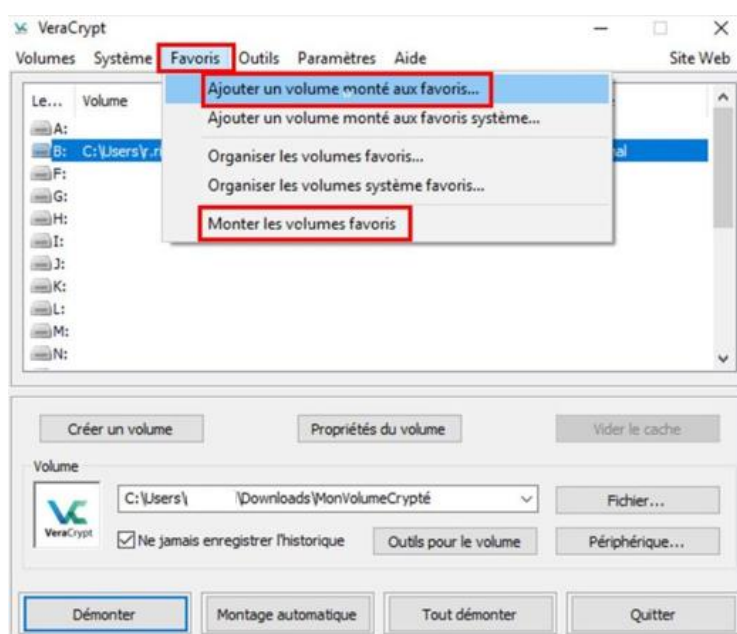 VeraCrypt
Volumes Système Favoris Outils Paramètres Aide Site Web
Ajouter un volume monté aux favoris...
Le... Volume
Ajouter un volume monté aux favoris système...
A:
B: C:\Users\r.ri
Organiser les volumes favoris...
F:
Organiser les volumes système favoris...
G:
H:
Monter les volumes favoris
I:
J:
K:
L:
M:
N:
Créer un volume Propriétés du volume Vider le cache
Volume
C:\Users\ \Downloads\MonVolumeCrypté Fichier...
VeraCrypt
Ne jamais enregistrer l'historique Outils pour le volume Périphérique...
Démonter Montage automatique Tout démonter Quitter